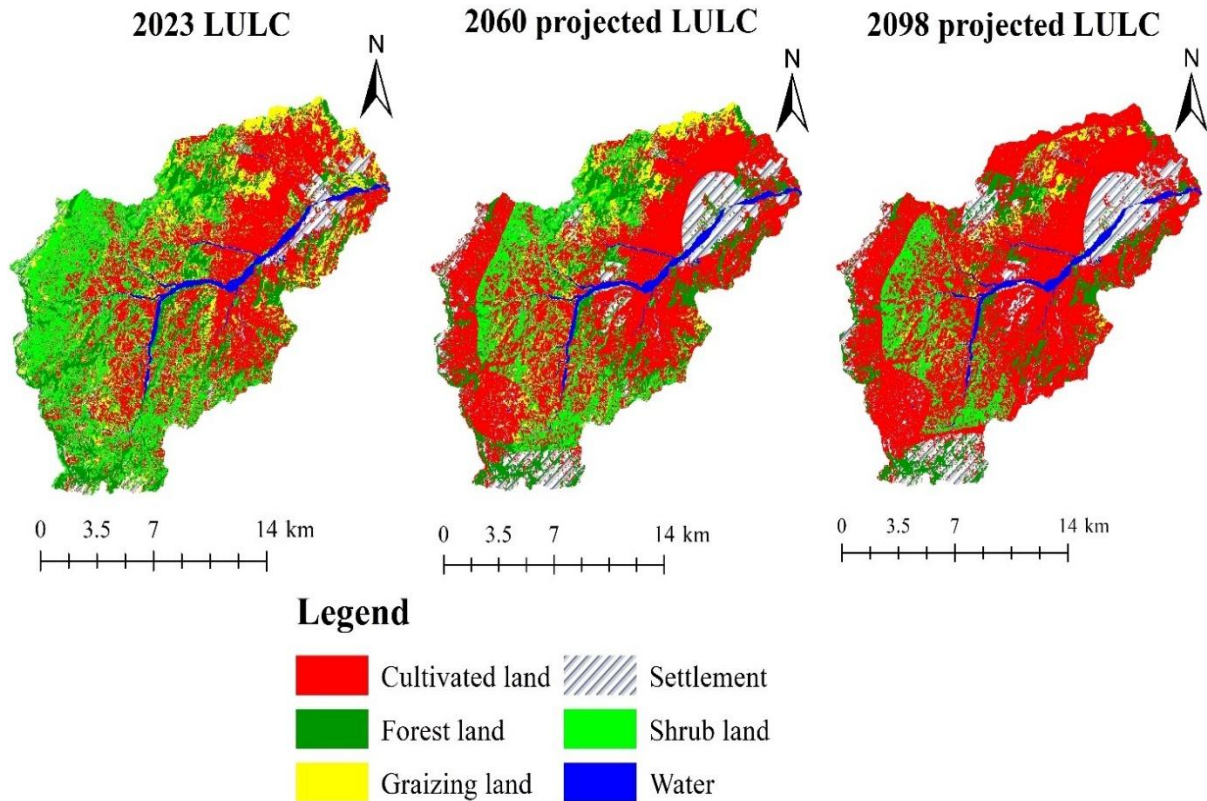 2023 LULC
2060 projected LULC
2098 projected LULC
N
N
N
0 3.5 7 14 km
0 3.5 7 14 km
0 3.5 7 14 km
Legend
Cultivated land
Settlement
Forest land
Shrub land
Graizing land
Water